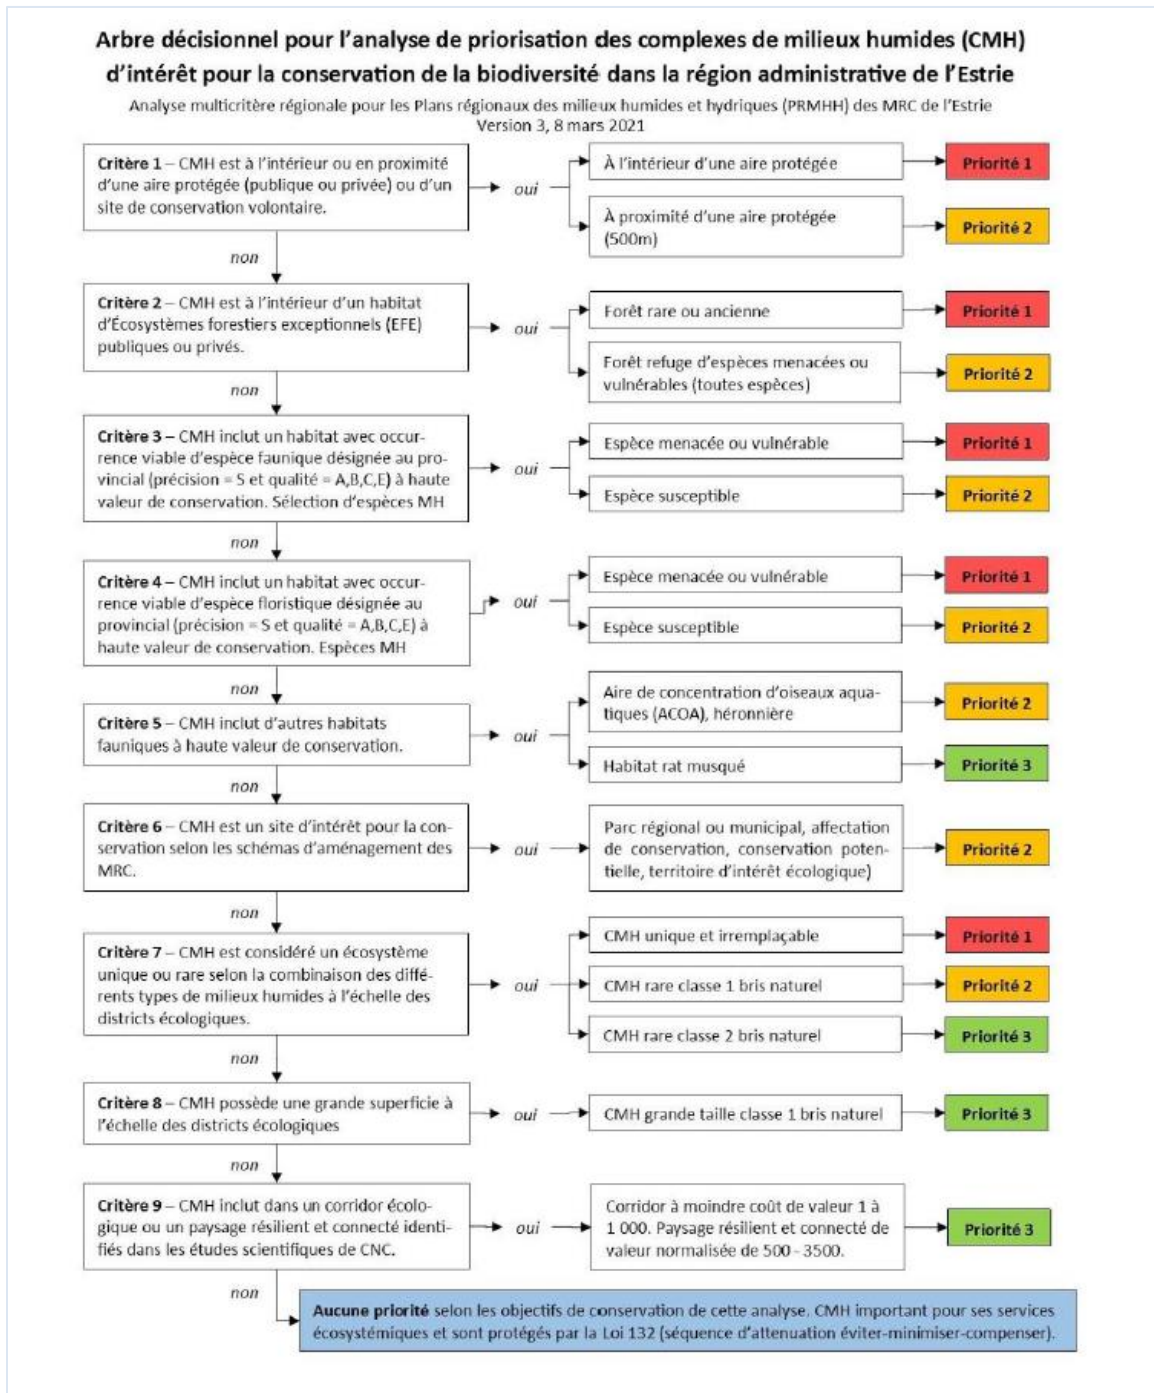 Arbre décisionnel pour l'analyse de priorisation des complexes de milieux humides (CMH)
d'intérêt pour la conservation de la biodiversité dans la région administrative de l'Estrie
Analyse multicritère régionale pour les Plans régionaux des milieux humides et hydriques (PRMHH) des MRC de l'Estrie
Version 3, 8 mars 2021
Critère 1 – CMH est à l'intérieur ou en proximité
d'une aire protégée (publique ou privée) ou d'un
site de conservation volontaire.
oui
À l'intérieur d'une aire protégée
Priorité 1
À proximité d'une aire protégée
(500m)
Priorité 2
non
Critère 2 – CMH est à l'intérieur d'un habitat
d'Écosystèmes forestiers exceptionnels (EFE)
publiques ou privés.
oui
Forêt rare ou ancienne
Priorité 1
Forêt refuge d'espèces menacées ou
vulnérables (toutes espèces)
Priorité 2
non
Critère 3 – CMH inclut un habitat avec occur-
rence viable d'espèce faunique désignée au pro-
vincial (précision = S et qualité = A,B,C,E) à haute
valeur de conservation. Sélection d'espèces MH
oui
Espèce menacée ou vulnérable
Priorité 1
Espèce susceptible
Priorité 2
non
Critère 4 – CMH inclut un habitat avec occur-
rence viable d'espèce floristique désignée au
provincial (précision = S et qualité = A,B,C,E) à
haute valeur de conservation. Espèces MH
oui
Espèce menacée ou vulnérable
Priorité 1
Espèce susceptible
Priorité 2
non
Critère 5 – CMH inclut d'autres habitats
fauniques à haute valeur de conservation.
oui
Aire de concentration d'oiseaux aqua-
tiques (ACOA), héronnière
Priorité 2
Habitat rat musqué
Priorité 3
non
Critère 6 – CMH est un site d'intérêt pour la con-
servation selon les schémas d'aménagement des
MRC.
oui
Parc régional ou municipal, affectation
de conservation, conservation poten-
tielle, territoire d'intérêt écologique)
Priorité 2
non
Critère 7 – CMH est considéré un écosystème
unique ou rare selon la combinaison des diffé-
rents types de milieux humides à l'échelle des
districts écologiques.
oui
CMH unique et irremplaçable
Priorité 1
CMH rare classe 1 bris naturel
Priorité 2
CMH rare classe 2 bris naturel
Priorité 3
non
Critère 8 – CMH possède une grande superficie à
l'échelle des districts écologiques
oui
CMH grande taille classe 1 bris naturel
Priorité 3
non
Critère 9 – CMH inclut dans un corridor écolo-
gique ou un paysage résilient et connecté identi-
fiés dans les études scientifiques de CNC.
oui
Corridor à moindre coût de valeur 1 à
1 000. Paysage résilient et connecté de
valeur normalisée de 500 - 3500.
Priorité 3
non
Aucune priorité selon les objectifs de conservation de cette analyse. CMH important pour ses services
écosystémiques et sont protégés par la Loi 132 (séquence d'attenuation éviter-minimiser-compenser).